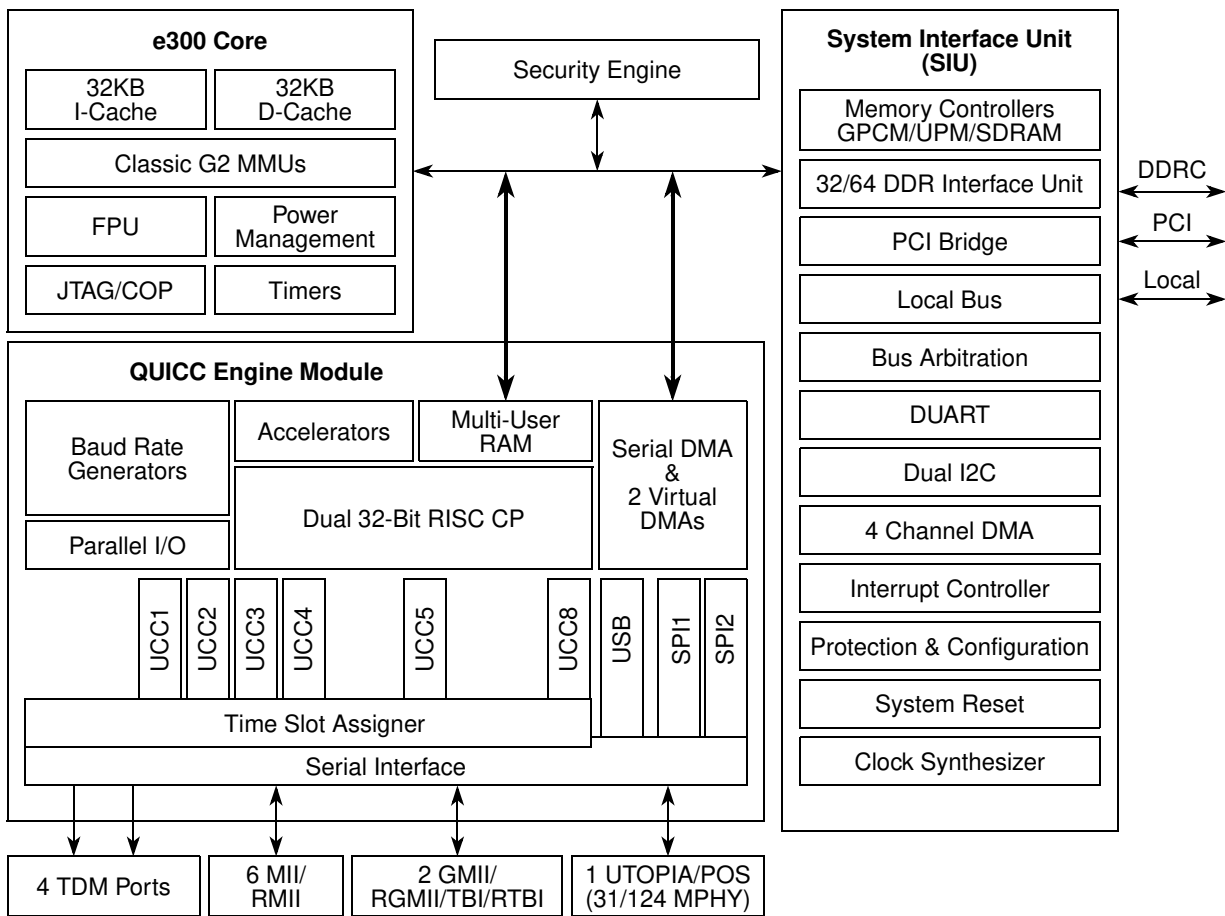 e300 Core
32KB
I-Cache
32KB
D-Cache
Classic G2 MMUs
FPU
Power
Management
JTAG/COP
Timers
Security Engine
System Interface Unit
(SIU)
Memory Controllers
GPCM/UPM/SDRAM
32/64 DDR Interface Unit
PCI Bridge
Local Bus
Bus Arbitration
DUART
Dual I2C
4 Channel DMA
Interrupt Controller
Protection & Configuration
System Reset
Clock Synthesizer
DDRC
PCI
Local
QUICC Engine Module
Baud Rate
Generators
Parallel I/O
Accelerators
Multi-User
RAM
Dual 32-Bit RISC CP
Serial DMA
&
2 Virtual
DMAs
UCC1
UCC2
UCC3
UCC4
UCC5
UCC8
USB
SPI1
SPI2
Time Slot Assigner
Serial Interface
4 TDM Ports
6 MII/
RMII
2 GMII/
RGMII/TBI/RTBI
1 UTOPIA/POS
(31/124 MPHY)